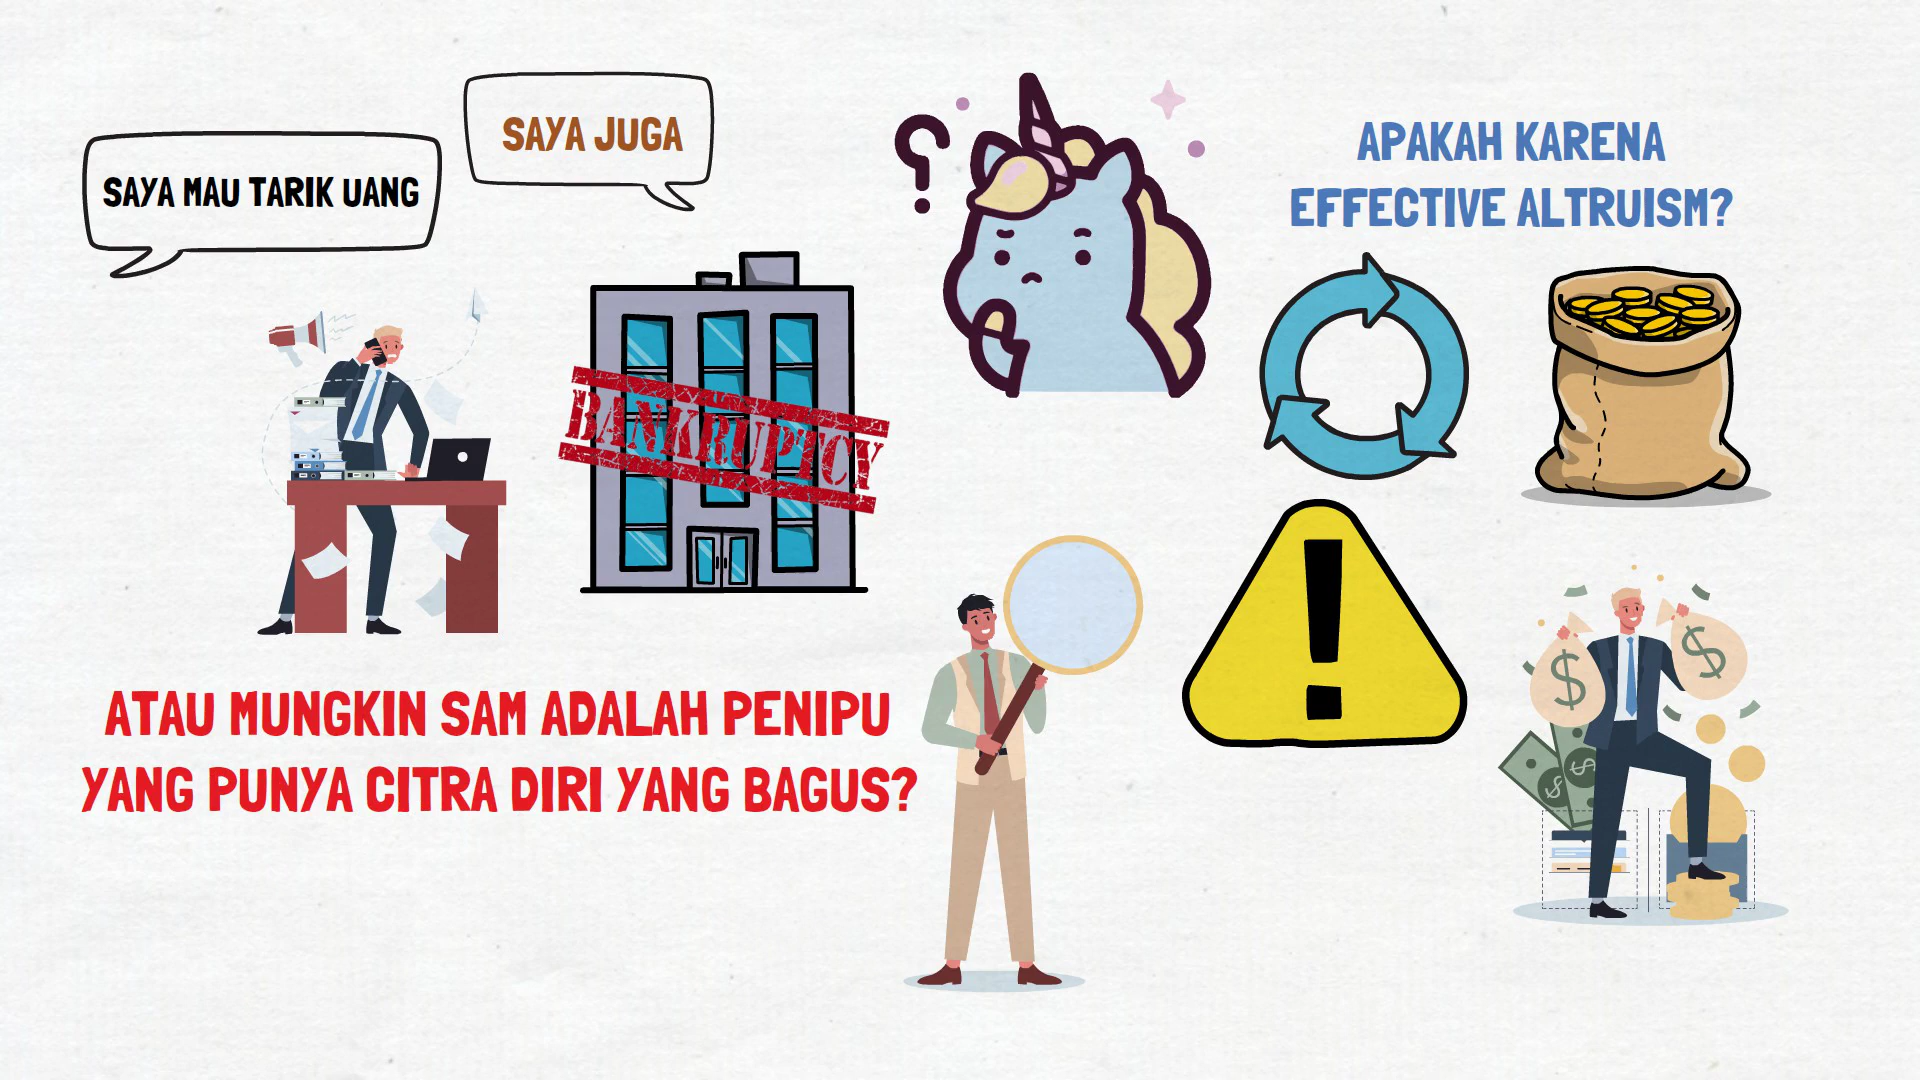 SAYA MAU TARIK UANG
SAYA JUGA
APAKAH KARENA
EFFECTIVE ALTRUISM?
BANKRUPTCY
ATAU MUNGKIN SAM ADALAH PENIPU
YANG PUNYA CITRA DIRI YANG BAGUS?
$
$
$
$